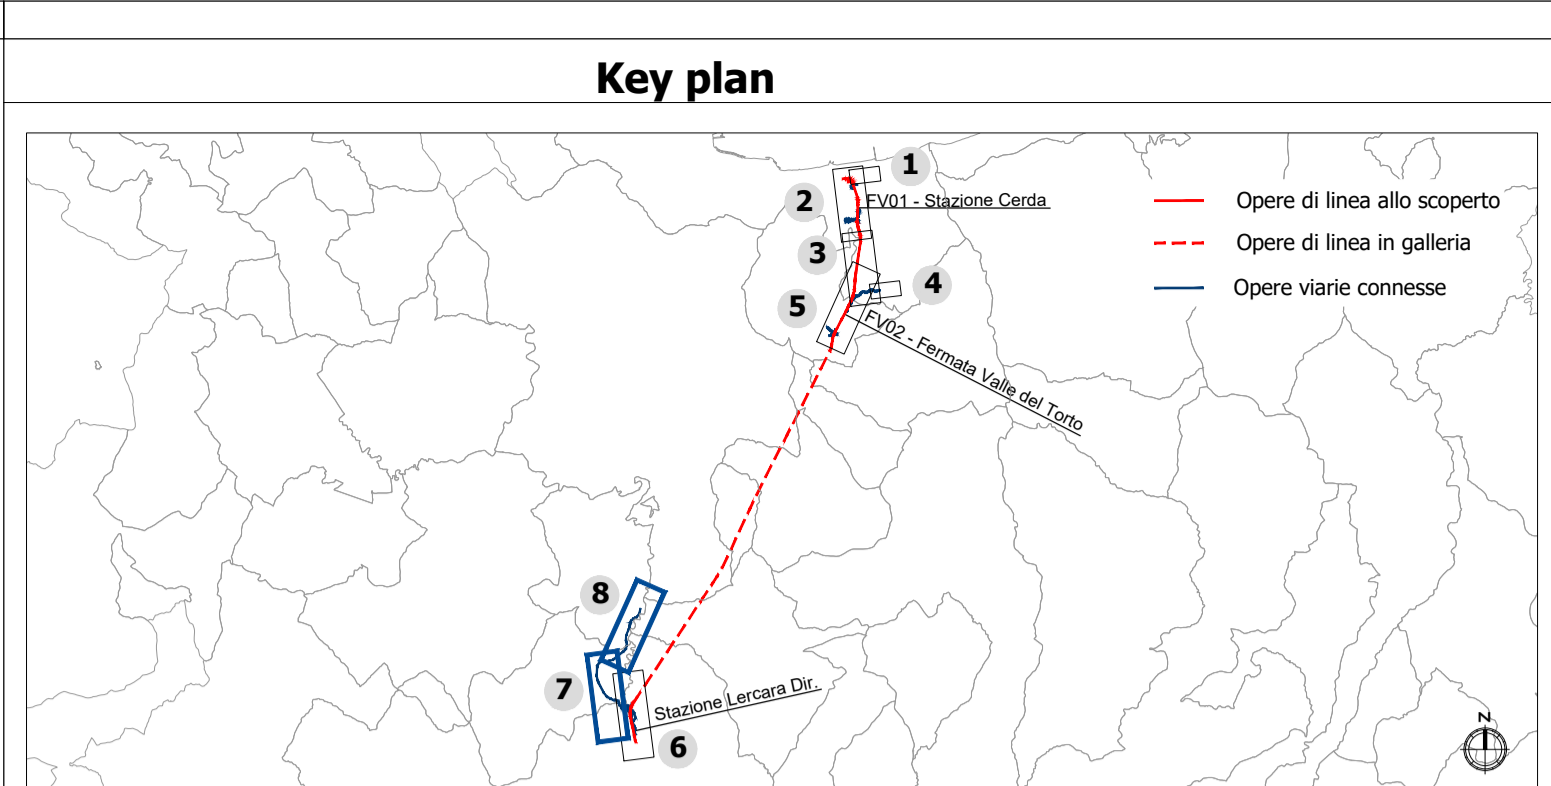 Key plan
1
2
FV01 - Stazione Cerda
3
4
5
FV02 - Fermata Valle del Torto
Opere di linea allo scoperto
Opere di linea in galleria
Opere viarie connesse
8
7
Stazione Lercara Dir.
6
N